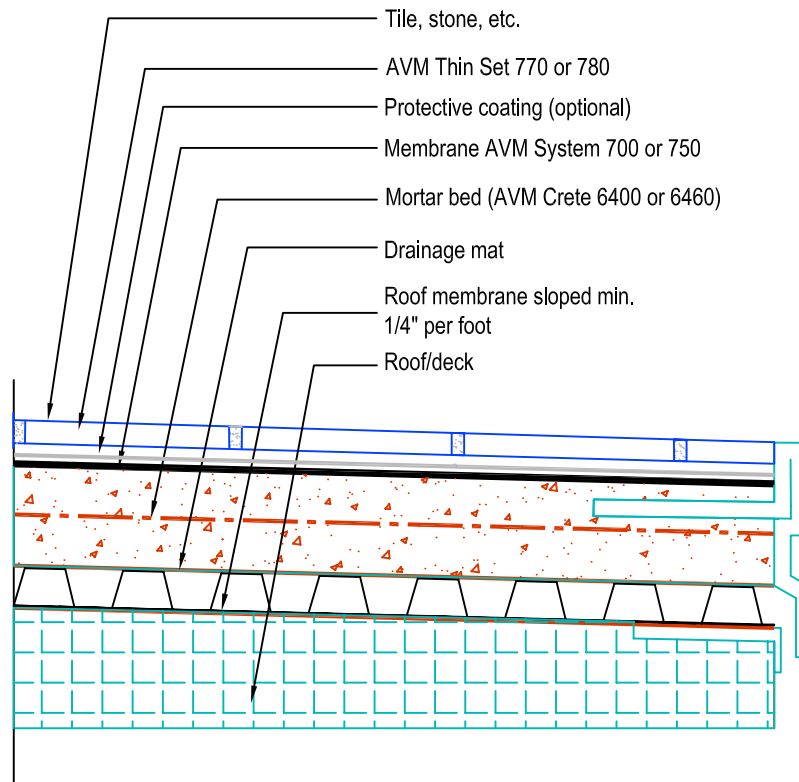 Tile, stone, etc.
AVM Thin Set 770 or 780
Protective coating (optional)
Membrane AVM System 700 or 750
Mortar bed (AVM Crete 6400 or 6460)
Drainage mat
Roof membrane sloped min.
1/4" per foot
Roof/deck